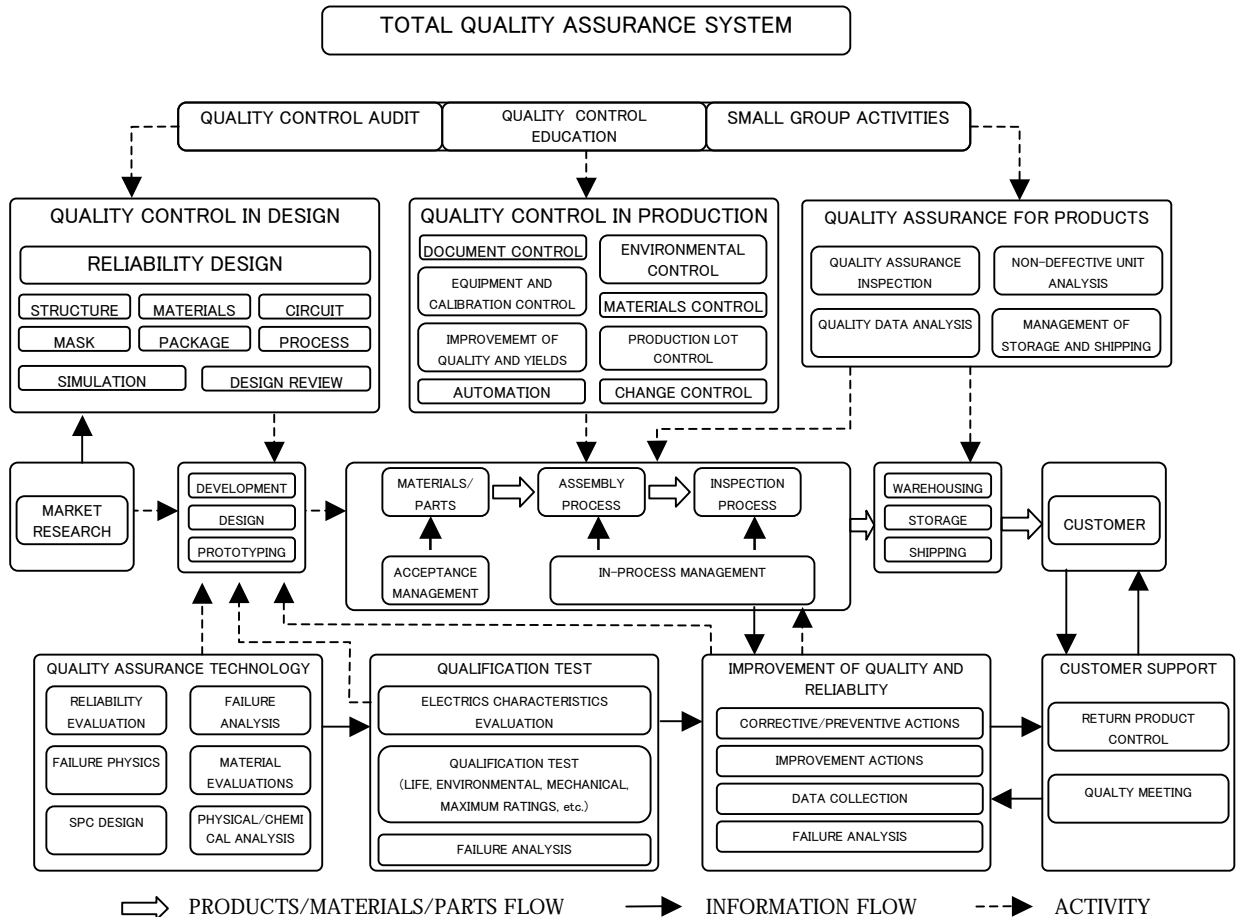 TOTAL QUALITY ASSURANCE SYSTEM
QUALITY CONTROL AUDIT
QUALITY CONTROL
EDUCATION
SMALL GROUP ACTIVITIES
QUALITY CONTROL IN DESIGN
RELIABILITY DESIGN
STRUCTURE
MATERIALS
CIRCUIT
MASK
PACKAGE
PROCESS
SIMULATION
DESIGN REVIEW
QUALITY CONTROL IN PRODUCTION
DOCUMENT CONTROL
ENVIRONMENTAL
CONTROL
EQUIPMENT AND
CALIBRATION CONTROL
MATERIALS CONTROL
IMPROVEMEMT OF
QUALITY AND YIELDS
PRODUCTION LOT
CONTROL
AUTOMATION
CHANGE CONTROL
QUALITY ASSURANCE FOR PRODUCTS
QUALITY ASSURANCE
INSPECTION
NON-DEFECTIVE UNIT
ANALYSIS
QUALITY DATA ANALYSIS
MANAGEMENT OF
STORAGE AND SHIPPING
MARKET
RESEARCH
DEVELOPMENT
DESIGN
PROTOTYPING
MATERIALS/
PARTS
ASSEMBLY
PROCESS
INSPECTION
PROCESS
ACCEPTANCE
MANAGEMENT
IN-PROCESS MANAGEMENT
WAREHOUSING
STORAGE
SHIPPING
CUSTOMER
QUALITY ASSURANCE TECHNOLOGY
RELIABILITY
EVALUATION
FAILURE
ANALYSIS
FAILURE PHYSICS
MATERIAL
EVALUATIONS
SPC DESIGN
PHYSICAL/CHEMI
CAL ANALYSIS
QUALIFICATION TEST
ELECTRICS CHARACTERISTICS
EVALUATION
QUALIFICATION TEST
(LIFE, ENVIRONMENTAL, MECHANICAL,
MAXIMUM RATINGS, etc.)
FAILURE ANALYSIS
IMPROVEMENT OF QUALITY AND
RELIABLITY
CORRECTIVE/PREVENTIVE ACTIONS
IMPROVEMENT ACTIONS
DATA COLLECTION
FAILURE ANALYSIS
CUSTOMER SUPPORT
RETURN PRODUCT
CONTROL
QUALTY MEETING
PRODUCTS/MATERIALS/PARTS FLOW
INFORMATION FLOW
ACTIVITY